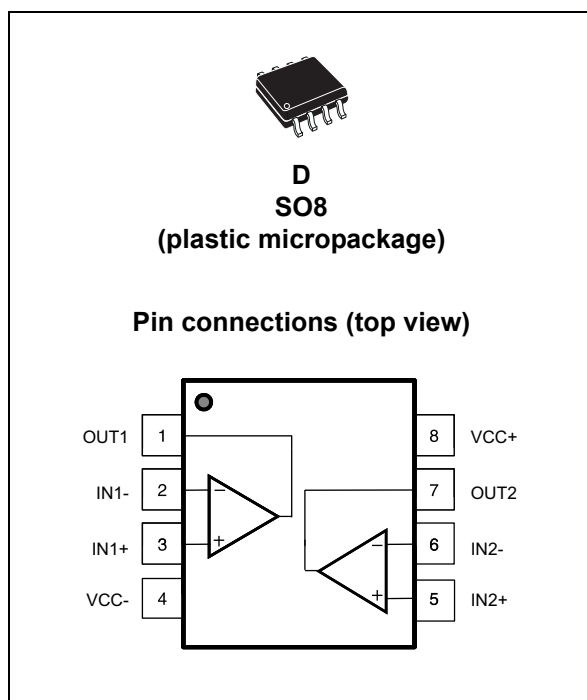 D
SO8
(plastic micropackage)
Pin connections (top view)
OUT1 1
IN1- 2 −
IN1+ 3 +
VCC- 4
8 VCC+
7 OUT2
− 6 IN2-
+ 5 IN2+